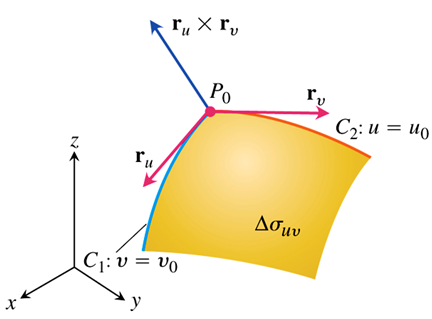 r_u × r_v
P_0
r_v
C_2: u = u_0
r_u
z
Δσ_uv
C_1: v = v_0
x
y